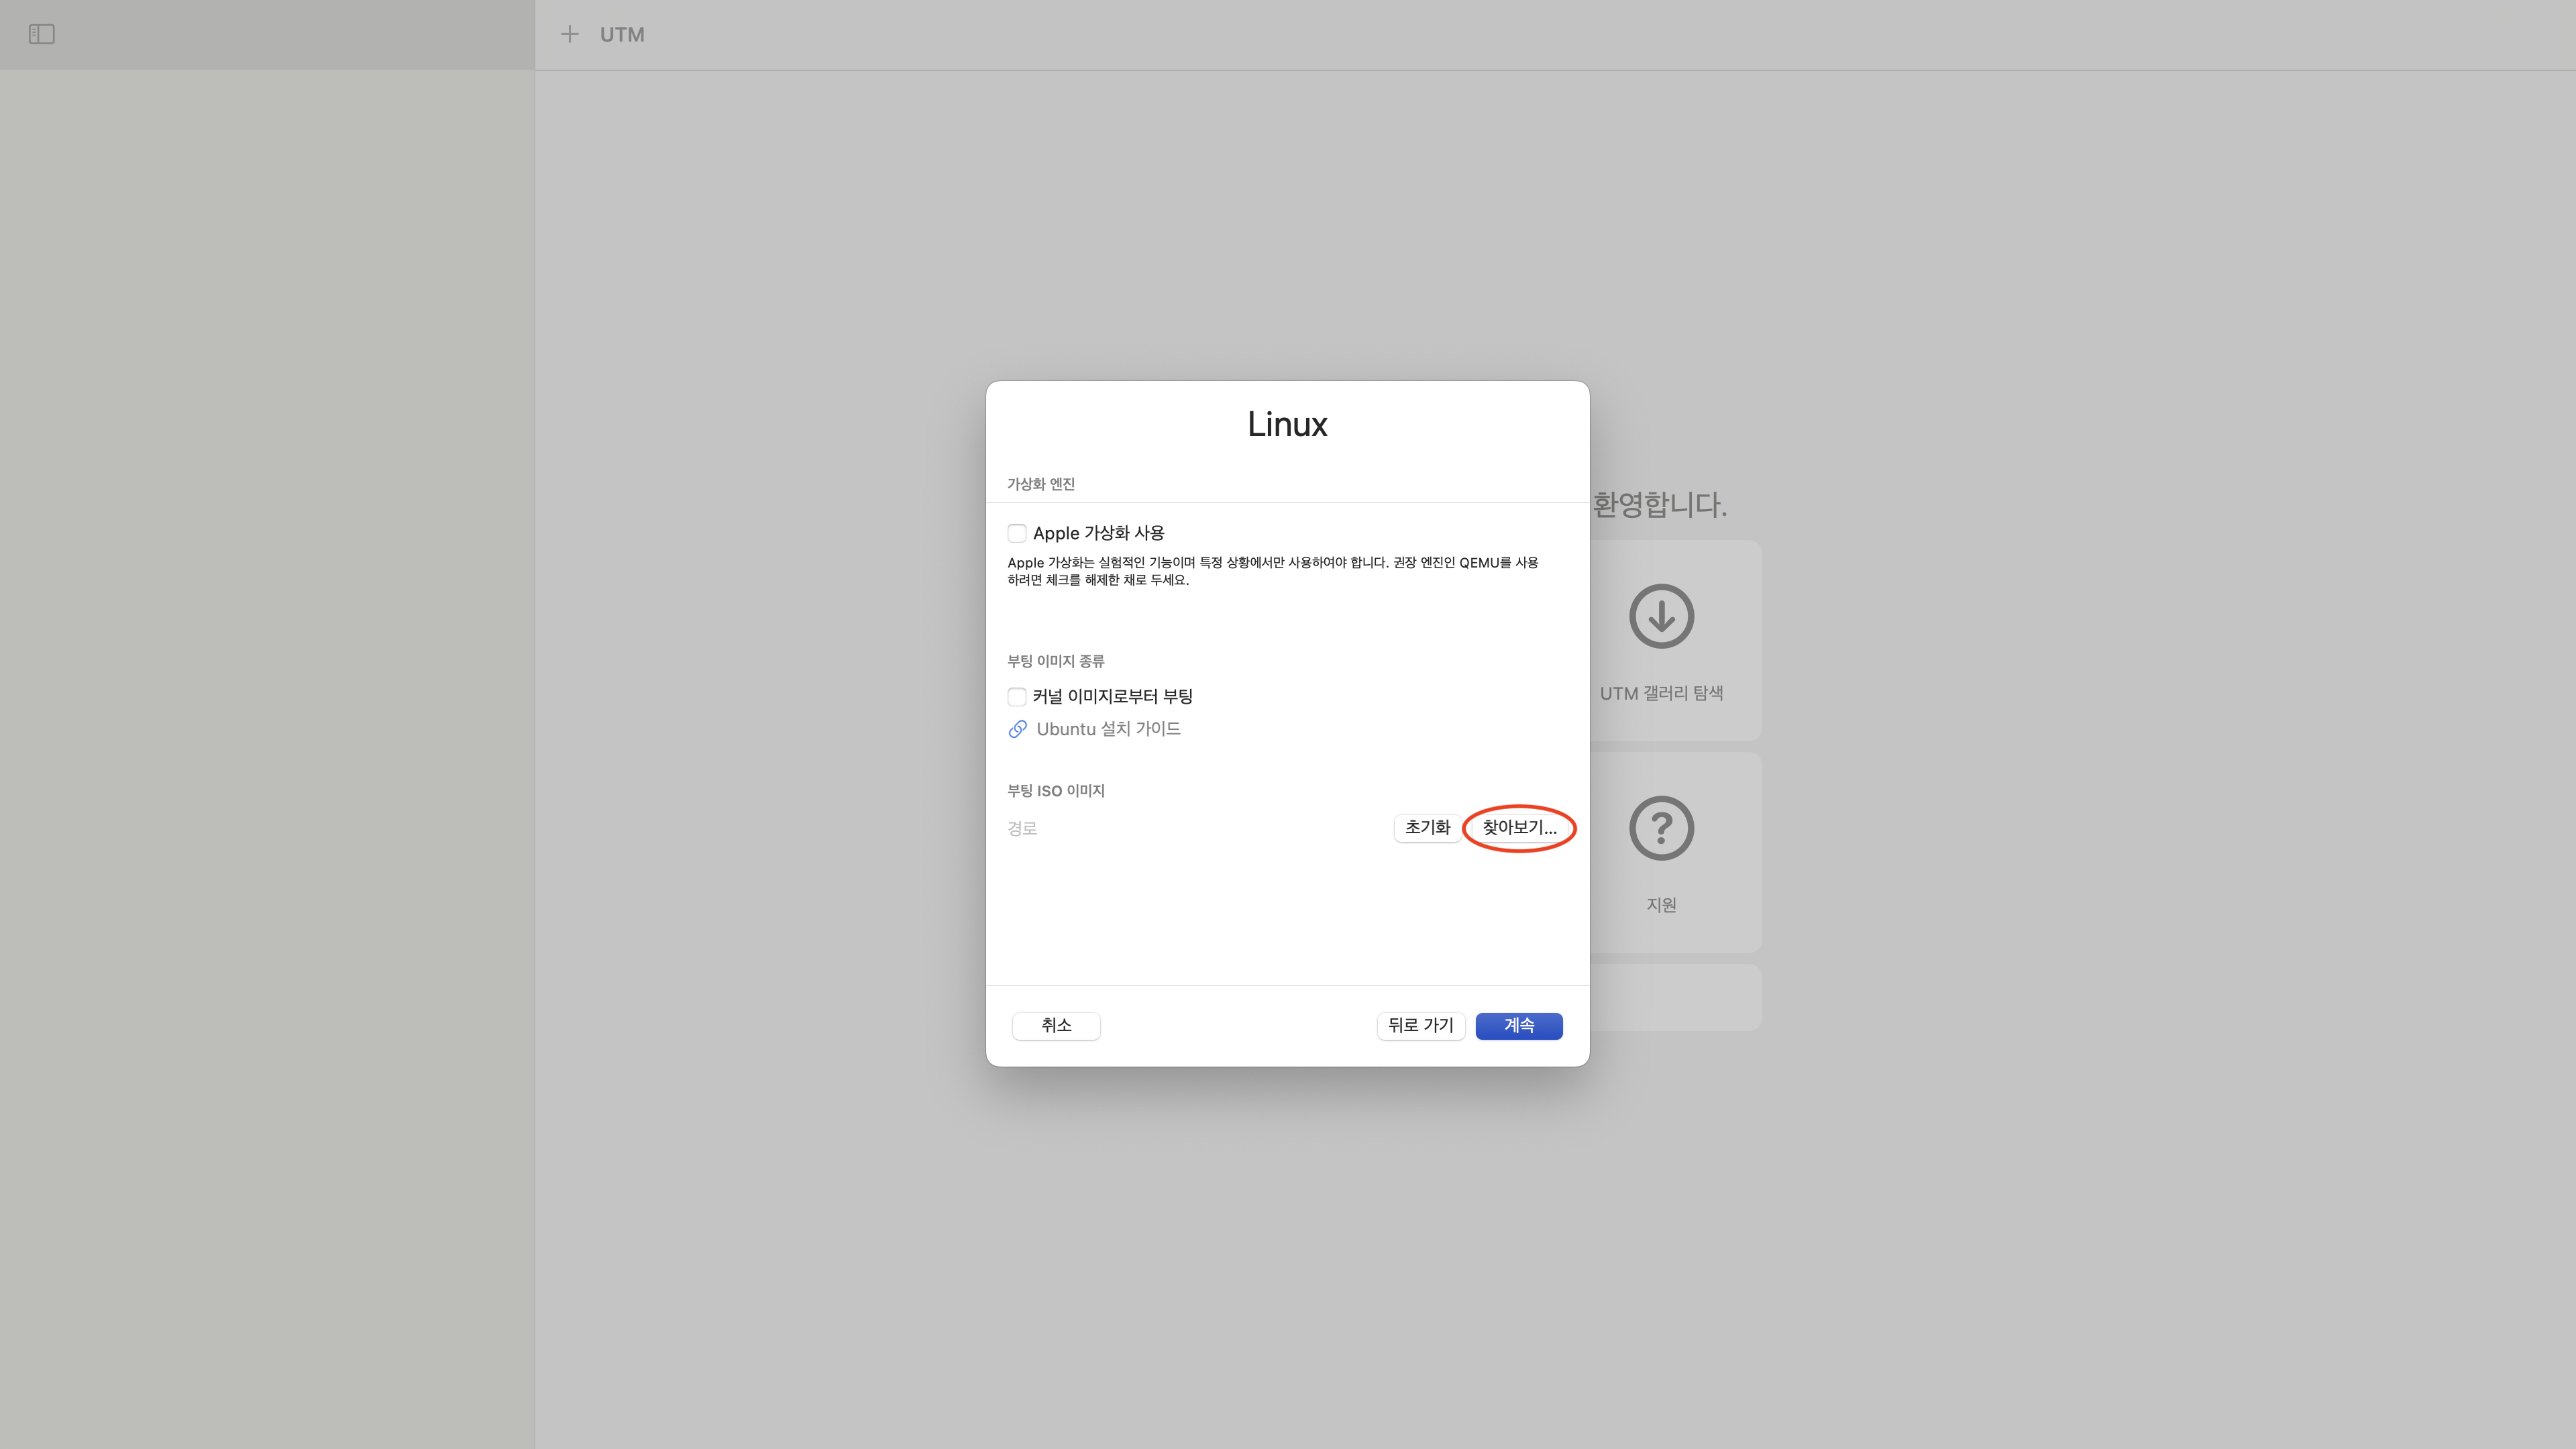 UTM
환영합니다.
Linux
가상화 엔진
Apple 가상화 사용
Apple 가상화는 실험적인 기능이며 특정 상황에서만 사용하여야 합니다. 권장 엔진인 QEMU를 사용
하려면 체크를 해제한 채로 두세요.
부팅 이미지 종류
커널 이미지로부터 부팅
Ubuntu 설치 가이드
부팅 ISO 이미지
경로
초기화
찾아보기...
취소
뒤로 가기
계속
UTM 갤러리 탐색
지원